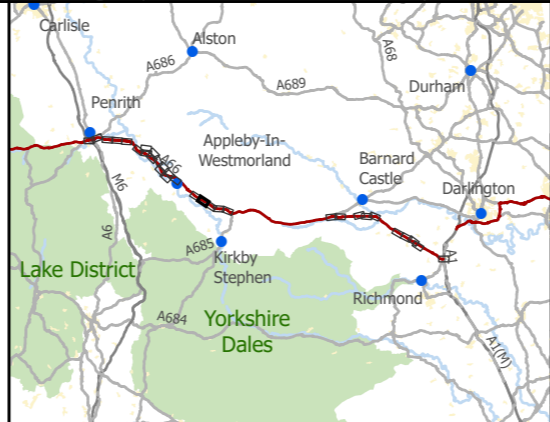 Carlisle
Alston
A68
A686
A689
Durham
Penrith
Appleby-In-
Westmorland
A66
Barnard
Castle
Darlington
M6
A6
A685
Kirkby
Stephen
A1
Lake District
Richmond
A684
Yorkshire
Dales
A1(M)